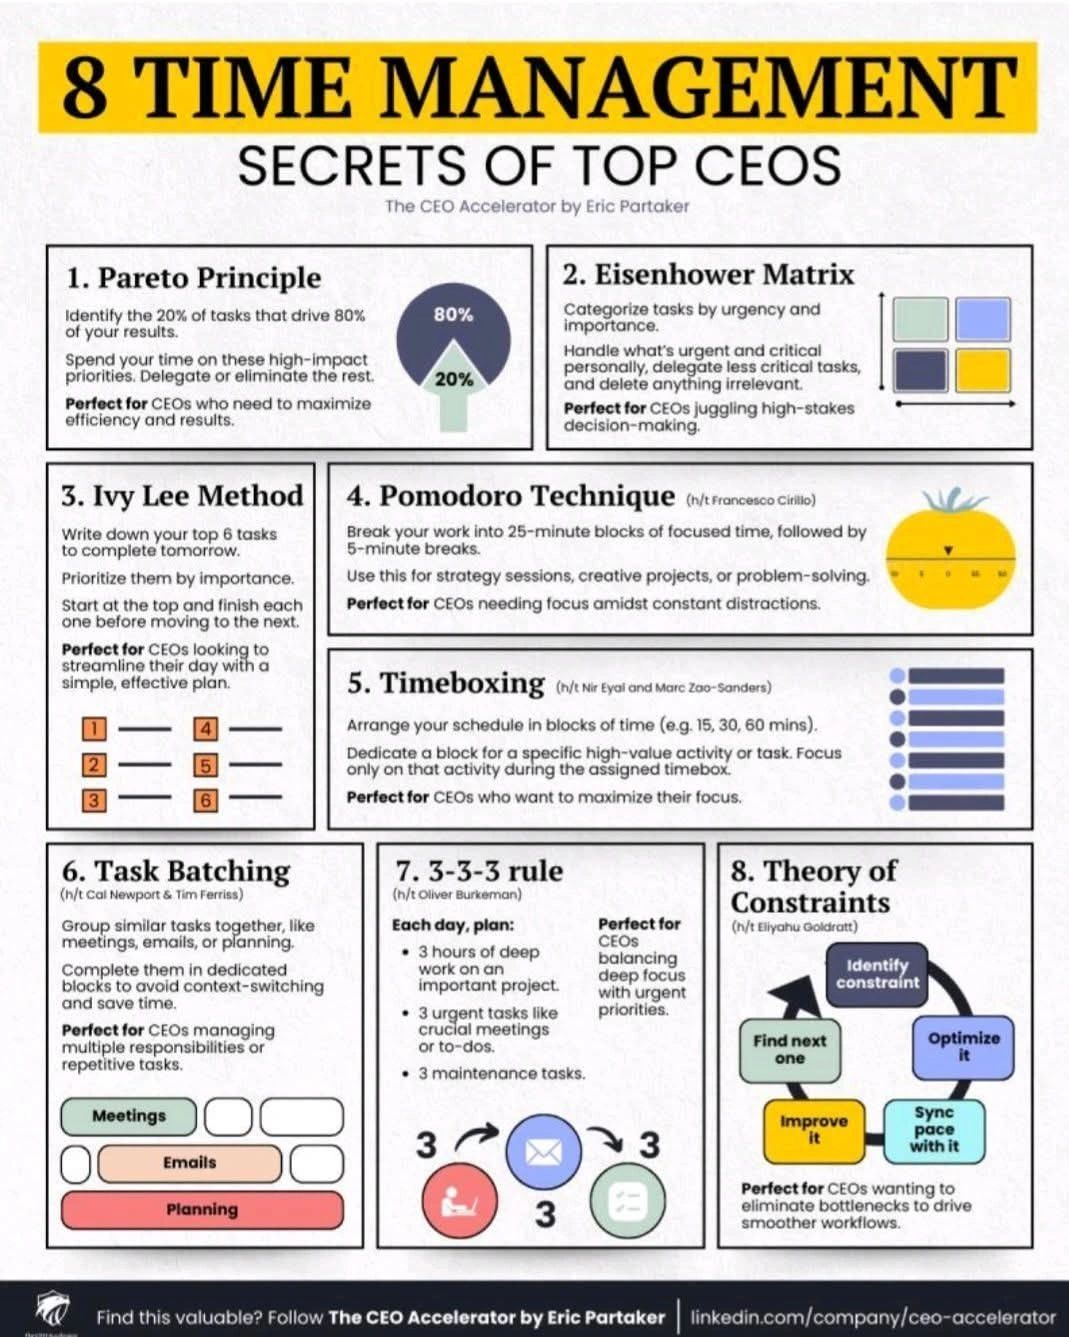 8 TIME MANAGEMENT
SECRETS OF TOP CEOS
The CEO Accelerator by Eric Partaker
1. Pareto Principle
Identify the 20% of tasks that drive 80%
of your results.
Spend your time on these high-impact
priorities. Delegate or eliminate the rest.
Perfect for CEOs who need to maximize
efficiency and results.
80%
20%
2. Eisenhower Matrix
Categorize tasks by urgency and
importance.
Handle what's urgent and critical
personally, delegate less critical tasks,
and delete anything irrelevant.
Perfect for CEOs juggling high-stakes
decision-making.
3. Ivy Lee Method
Write down your top 6 tasks
to complete tomorrow.
Prioritize them by importance.
Start at the top and finish each
one before moving to the next.
Perfect for CEOs looking to
streamline their day with a
simple, effective plan.
1 4
2 5
3 6
4. Pomodoro Technique (h/t Francesco Cirillo)
Break your work into 25-minute blocks of focused time, followed by
5-minute breaks.
Use this for strategy sessions, creative projects, or problem-solving.
Perfect for CEOs needing focus amidst constant distractions.
5. Timeboxing (h/t Nir Eyal and Marc Zao-Sanders)
Arrange your schedule in blocks of time (e.g. 15, 30, 60 mins).
Dedicate a block for a specific high-value activity or task. Focus
only on that activity during the assigned timebox.
Perfect for CEOs who want to maximize their focus.
6. Task Batching
(h/t Cal Newport & Tim Ferriss)
Group similar tasks together, like
meetings, emails, or planning.
Complete them in dedicated
blocks to avoid context-switching
and save time.
Perfect for CEOs managing
multiple responsibilities or
repetitive tasks.
Meetings
Emails
Planning
7. 3-3-3 rule
(h/t Oliver Burkeman)
Each day, plan:
• 3 hours of deep
work on an
important project.
• 3 urgent tasks like
crucial meetings
or to-dos.
• 3 maintenance tasks.
Perfect for
CEOs
balancing
deep focus
with urgent
priorities.
3 3
3
8. Theory of
Constraints
(h/t Eliyahu Goldratt)
Identify
constraint
Optimize
it
Sync
pace
with it
Improve
it
Find next
one
Perfect for CEOs wanting to
eliminate bottlenecks to drive
smoother workflows.
Find this valuable? Follow The CEO Accelerator by Eric Partaker | linkedin.com/company/ceo-accelerator